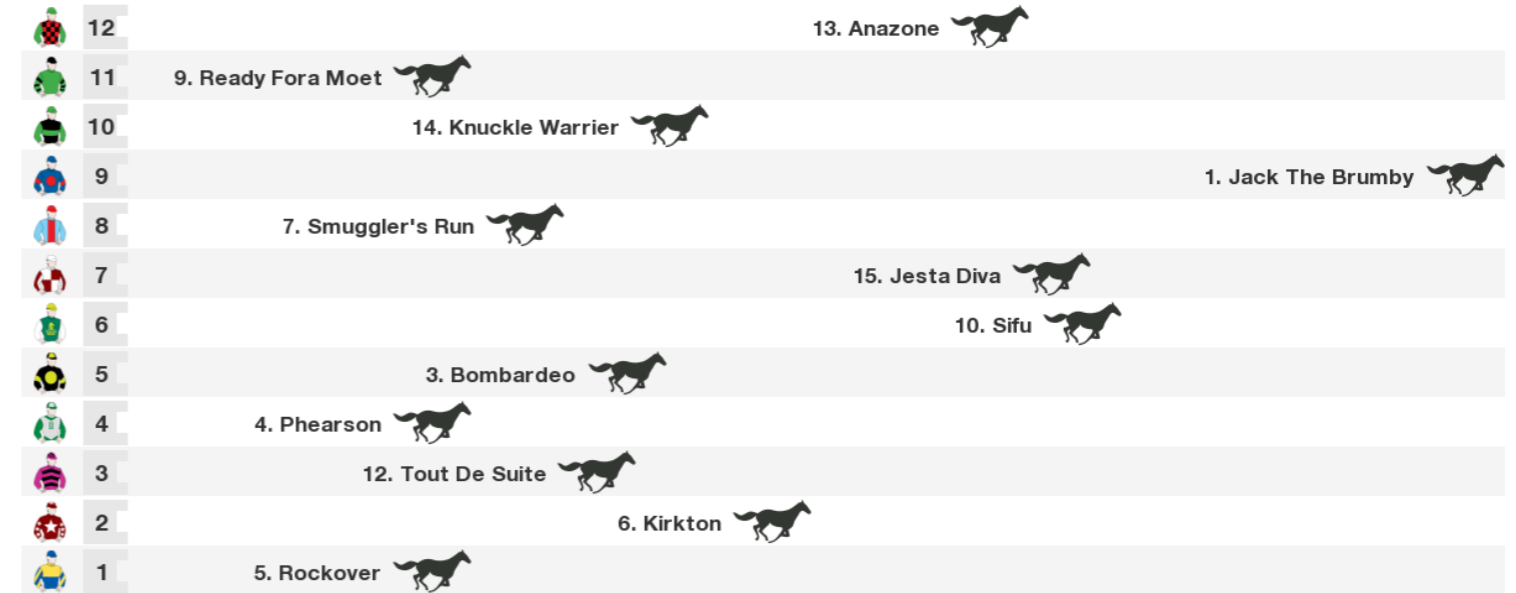 12 13. Anazone
11 9. Ready Fora Moet
10 14. Knuckle Warrier
9 1. Jack The Brumby
8 7. Smuggler's Run
7 15. Jesta Diva
6 10. Sifu
5 3. Bombardeo
4 4. Phearson
3 12. Tout De Suite
2 6. Kirkton
1 5. Rockover